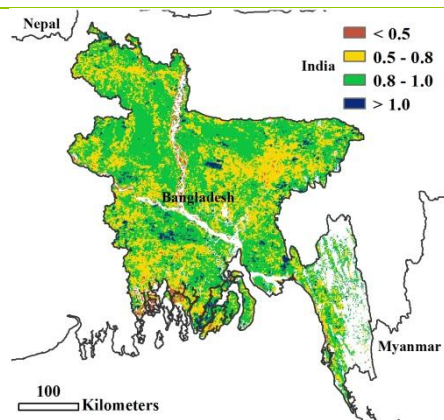 Nepal
India
< 0.5
0.5 - 0.8
0.8 - 1.0
> 1.0
Bangladesh
Myanmar
100
Kilometers